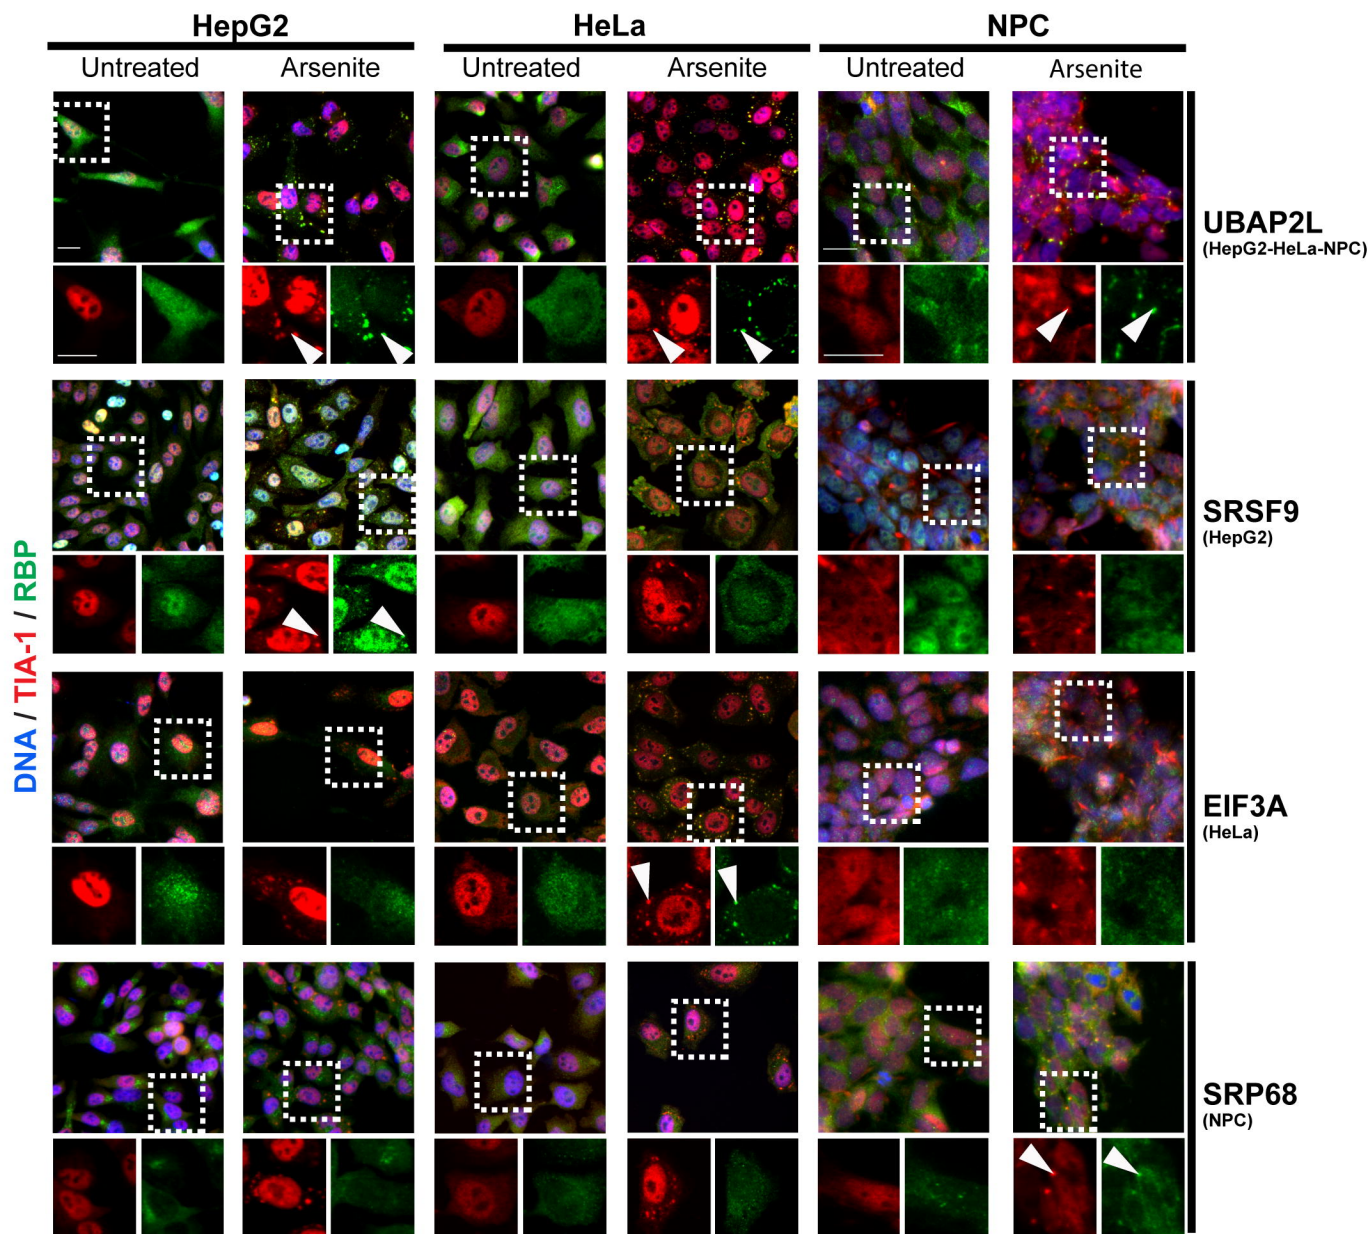 HepG2 HeLa NPC
Untreated Arsenite Untreated Arsenite Untreated Arsenite
DNA / TIA-1 / RBP
UBAP2L
(HepG2-HeLa-NPC)
SRSF9
(HepG2)
EIF3A
(HeLa)
SRP68
(NPC)